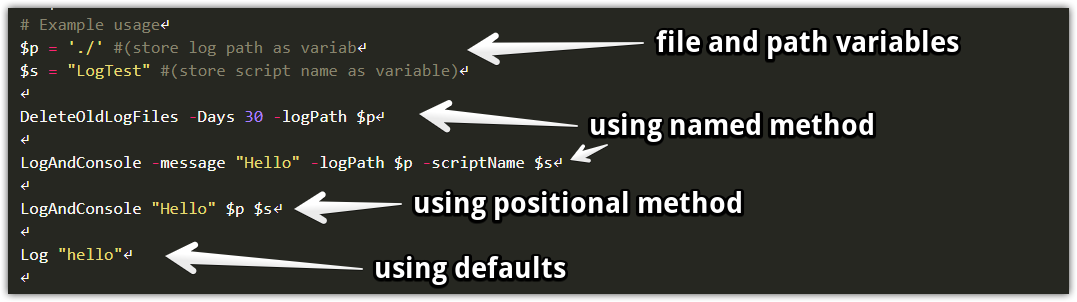 # Example usage↵
$p = './' #(store log path as variab↵
file and path variables
$s = "LogTest" #(store script name as variable)↵
↵
DeleteOldLogFiles -Days 30 -logPath $p↵
using named method
↵
LogAndConsole -message "Hello" -logPath $p -scriptName $s↵
↵
LogAndConsole "Hello" $p $s↵
using positional method
↵
Log "hello"↵
using defaults
↵